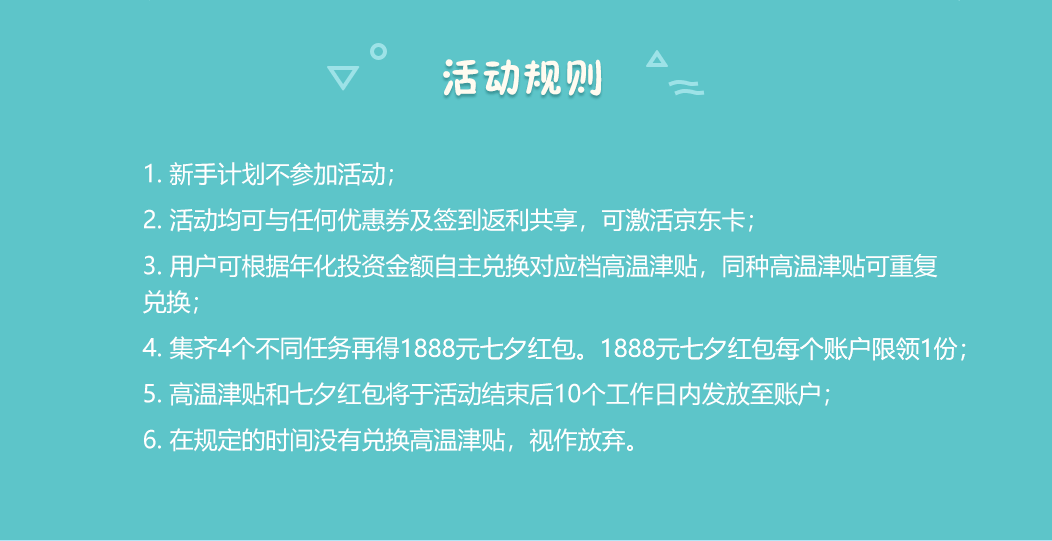 活动规则
1. 新手计划不参加活动；
2. 活动均可与任何优惠券及签到返利共享，可激活京东卡；
3. 用户可根据年化投资金额自主兑换对应档高温津贴，同种高温津贴可重复
兑换；
4. 集齐4个不同任务再得1888元七夕红包。1888元七夕红包每个账户限领1份；
5. 高温津贴和七夕红包将于活动结束后10个工作日内发放至账户；
6. 在规定的时间没有兑换高温津贴，视作放弃。